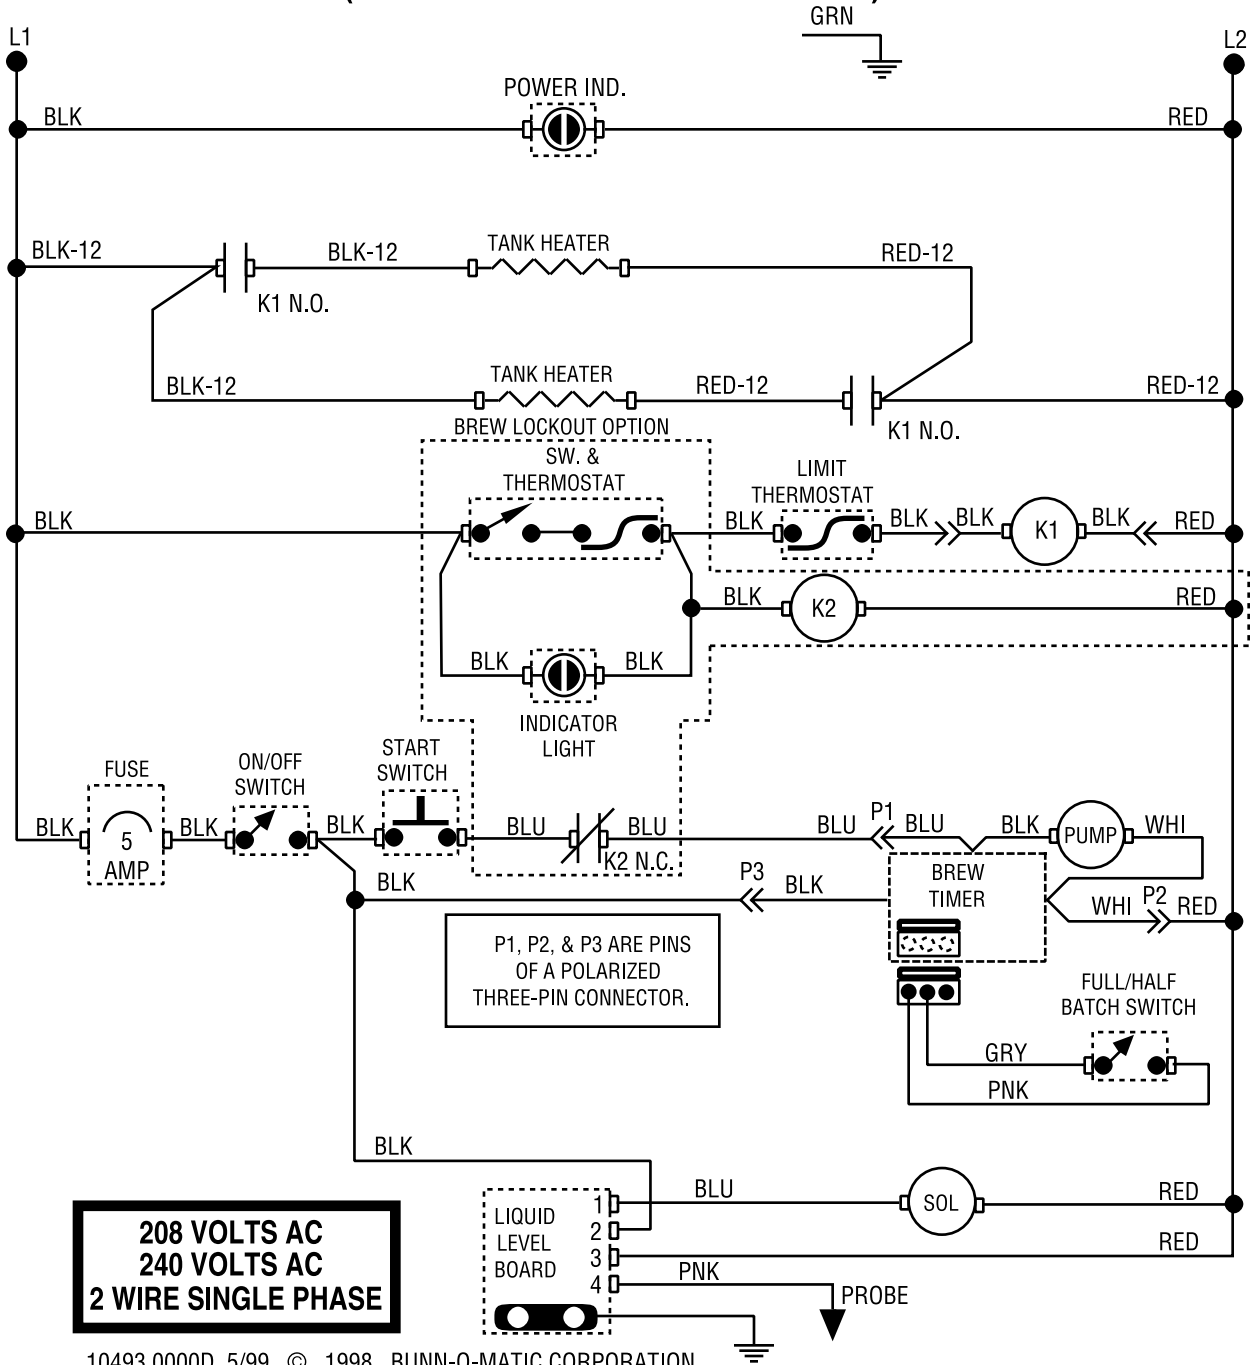 GRN
L1
L2
POWER IND.
BLK
RED
BLK-12
BLK-12
TANK HEATER
RED-12
K1 N.O.
BLK-12
TANK HEATER
RED-12
RED-12
K1 N.O.
BREW LOCKOUT OPTION
SW. &
THERMOSTAT
LIMIT
THERMOSTAT
BLK
BLK
BLK
BLK
K1
BLK
RED
BLK
K2
RED
BLK
BLK
INDICATOR
LIGHT
FUSE
ON/OFF
SWITCH
START
SWITCH
BLK
5
AMP
BLK
BLK
BLU
K2 N.C.
BLU
BLU
P1
BLU
BLK
PUMP
WHI
BLK
P3
BLK
BREW
TIMER
WHI
P2
RED
P1, P2, & P3 ARE PINS
OF A POLARIZED
THREE-PIN CONNECTOR.
FULL/HALF
BATCH SWITCH
GRY
PNK
BLK
LIQUID
LEVEL
BOARD
1
2
3
4
BLU
SOL
RED
RED
PNK
PROBE
208 VOLTS AC
240 VOLTS AC
2 WIRE SINGLE PHASE
10493.0000D 5/99 © 1998 BUNN-O-MATIC CORPORATION